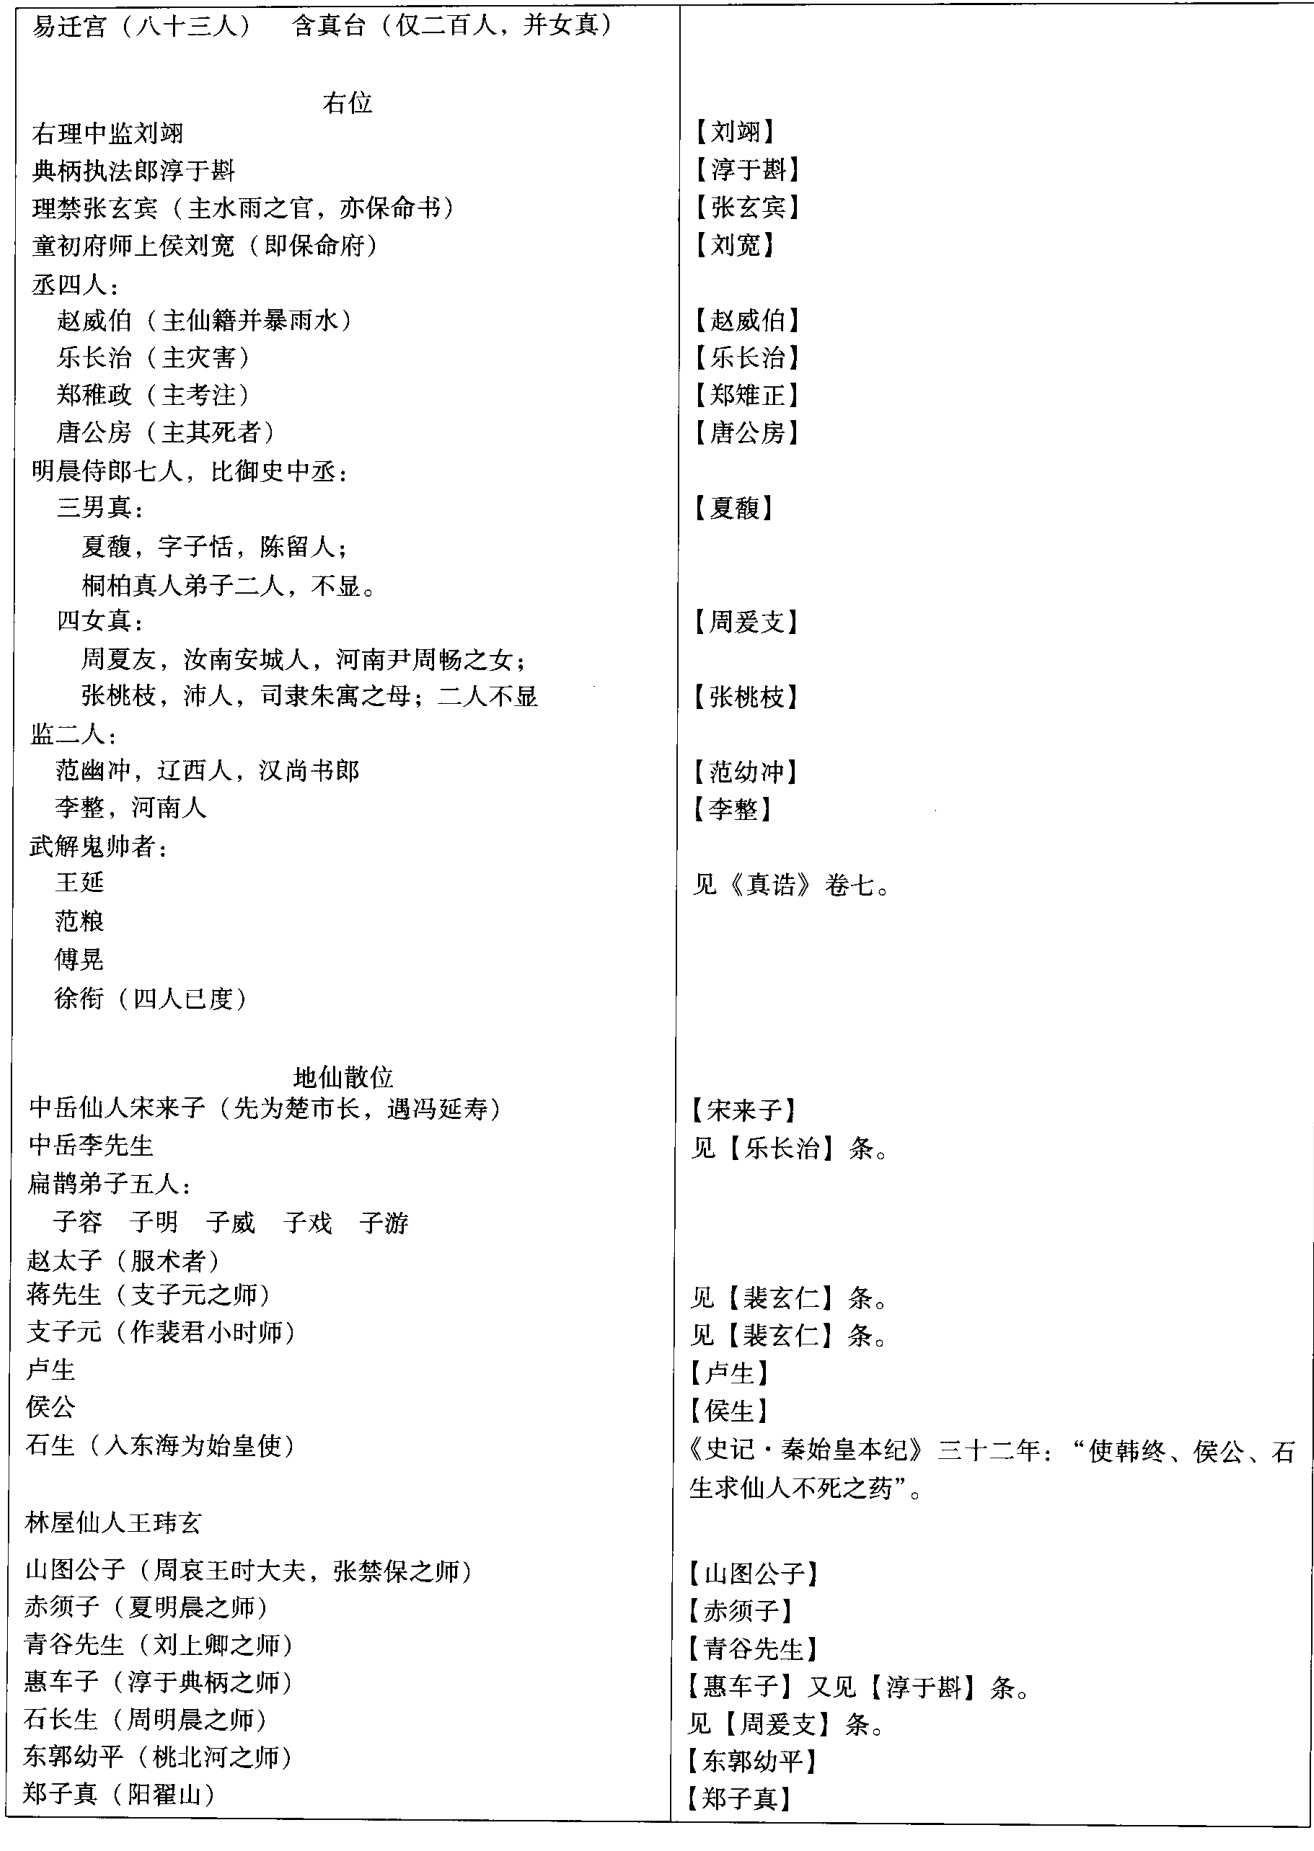 易迁宫（八十三人）　含真台（仅二百人，并女真）
右位
右理中监刘翊
【刘翊】
典柄执法郎淳于斟
【淳于斟】
理禁张玄宾（主水雨之官，亦保命书）
【张玄宾】
童初府师上侯刘宽（即保命府）
【刘宽】
丞四人：
赵威伯（主仙籍并暴雨水）
【赵威伯】
乐长治（主灾害）
【乐长治】
郑稚政（主考注）
【郑雉正】
唐公房（主其死者）
【唐公房】
明晨侍郎七人，比御史中丞：
三男真：
【夏馥】
夏馥，字子恬，陈留人；
桐柏真人弟子二人，不显。
四女真：
【周爰支】
周夏友，汝南安城人，河南尹周畅之女；
张桃枝，沛人，司隶朱寓之母；二人不显
【张桃枝】
监二人：
范幽冲，辽西人，汉尚书郎
【范幼冲】
李整，河南人
【李整】
武解鬼帅者：
王延
见《真诰》卷七。
范粮
傅晃
徐衔（四人已度）
地仙散位
中岳仙人宋来子（先为楚市长，遇冯延寿）
【宋来子】
中岳李先生
见【乐长治】条。
扁鹊弟子五人：
子容　子明　子威　子戏　子游
赵太子（服术者）
蒋先生（支子元之师）
见【裴玄仁】条。
支子元（作裴君小时师）
见【裴玄仁】条。
卢生
【卢生】
侯公
【侯生】
石生（人东海为始皇使）
《史记·秦始皇本纪》三十二年：“使韩终、侯公、石
生求仙人不死之药”。
林屋仙人王玮玄
山图公子（周哀王时大夫，张禁保之师）
【山图公子】
赤须子（夏明晨之师）
【赤须子】
青谷先生（刘上卿之师）
【青谷先生】
惠车子（淳于典柄之师）
【惠车子】又见【淳于斟】条。
石长生（周明晨之师）
见【周爰支】条。
东郭幼平（桃北河之师）
【东郭幼平】
郑子真（阳翟山）
【郑子真】